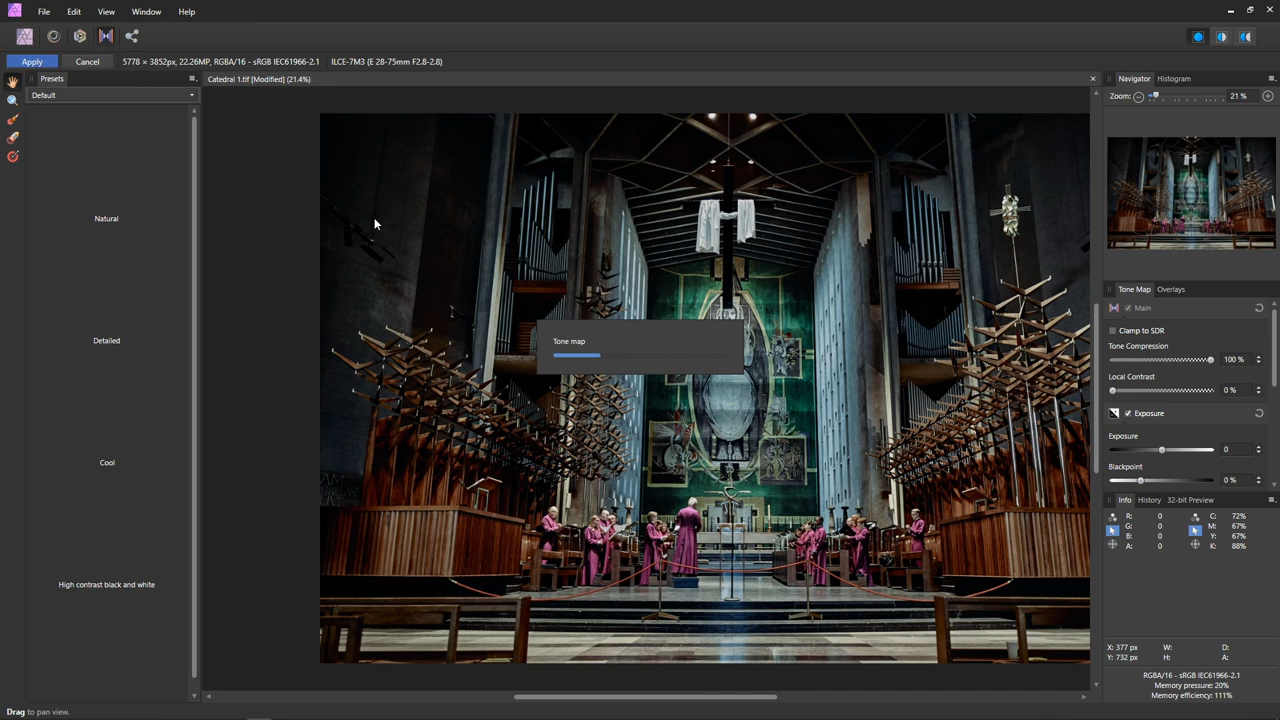 File Edit View Window Help
Apply Cancel 5778 × 3852px, 22.26MP, RGBA/16 - sRGB IEC61966-2.1 ILCE-7M3 (E 28-75mm F2.8-2.8)
Presets
Catedral 1.tif [Modified] (21.4%)
Navigator Histogram
Default
Zoom: 21 %
Natural
Detailed
Cool
High contrast black and white
Tone map
Tone Map Overlays
Main
Clamp to SDR
Tone Compression
100 %
Local Contrast
0 %
Exposure
Exposure
0
Blackpoint
0 %
Info History 32-bit Preview
R: 0 C: 72%
G: 0 M: 67%
B: 0 Y: 67%
A: 0 K: 88%
X: 377 px W: D:
Y: 732 px H: A:
RGBA/16 - sRGB IEC61966-2.1
Memory pressure: 20%
Memory efficiency: 111%
Drag to pan view.